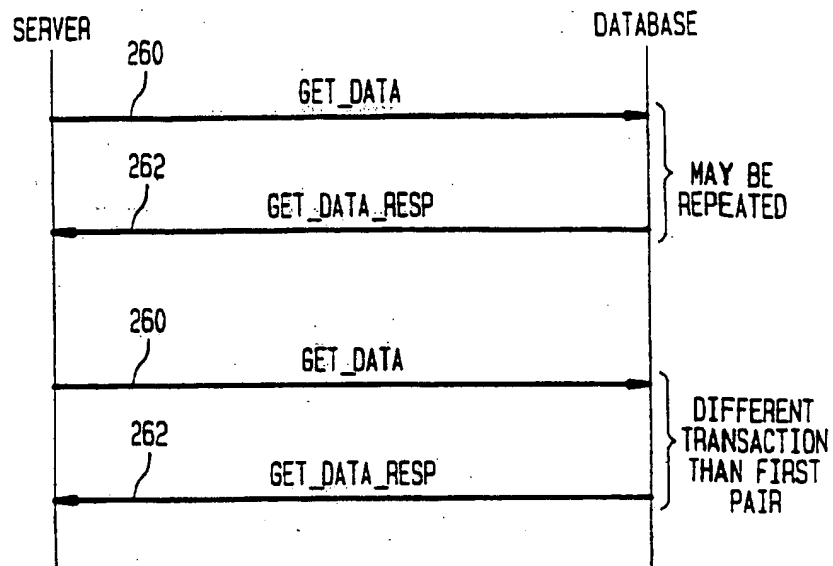 SERVER
DATABASE
260
GET_DATA
262
GET_DATA_RESP
MAY BE
REPEATED
260
GET_DATA
262
GET_DATA_RESP
DIFFERENT
TRANSACTION
THAN FIRST
PAIR